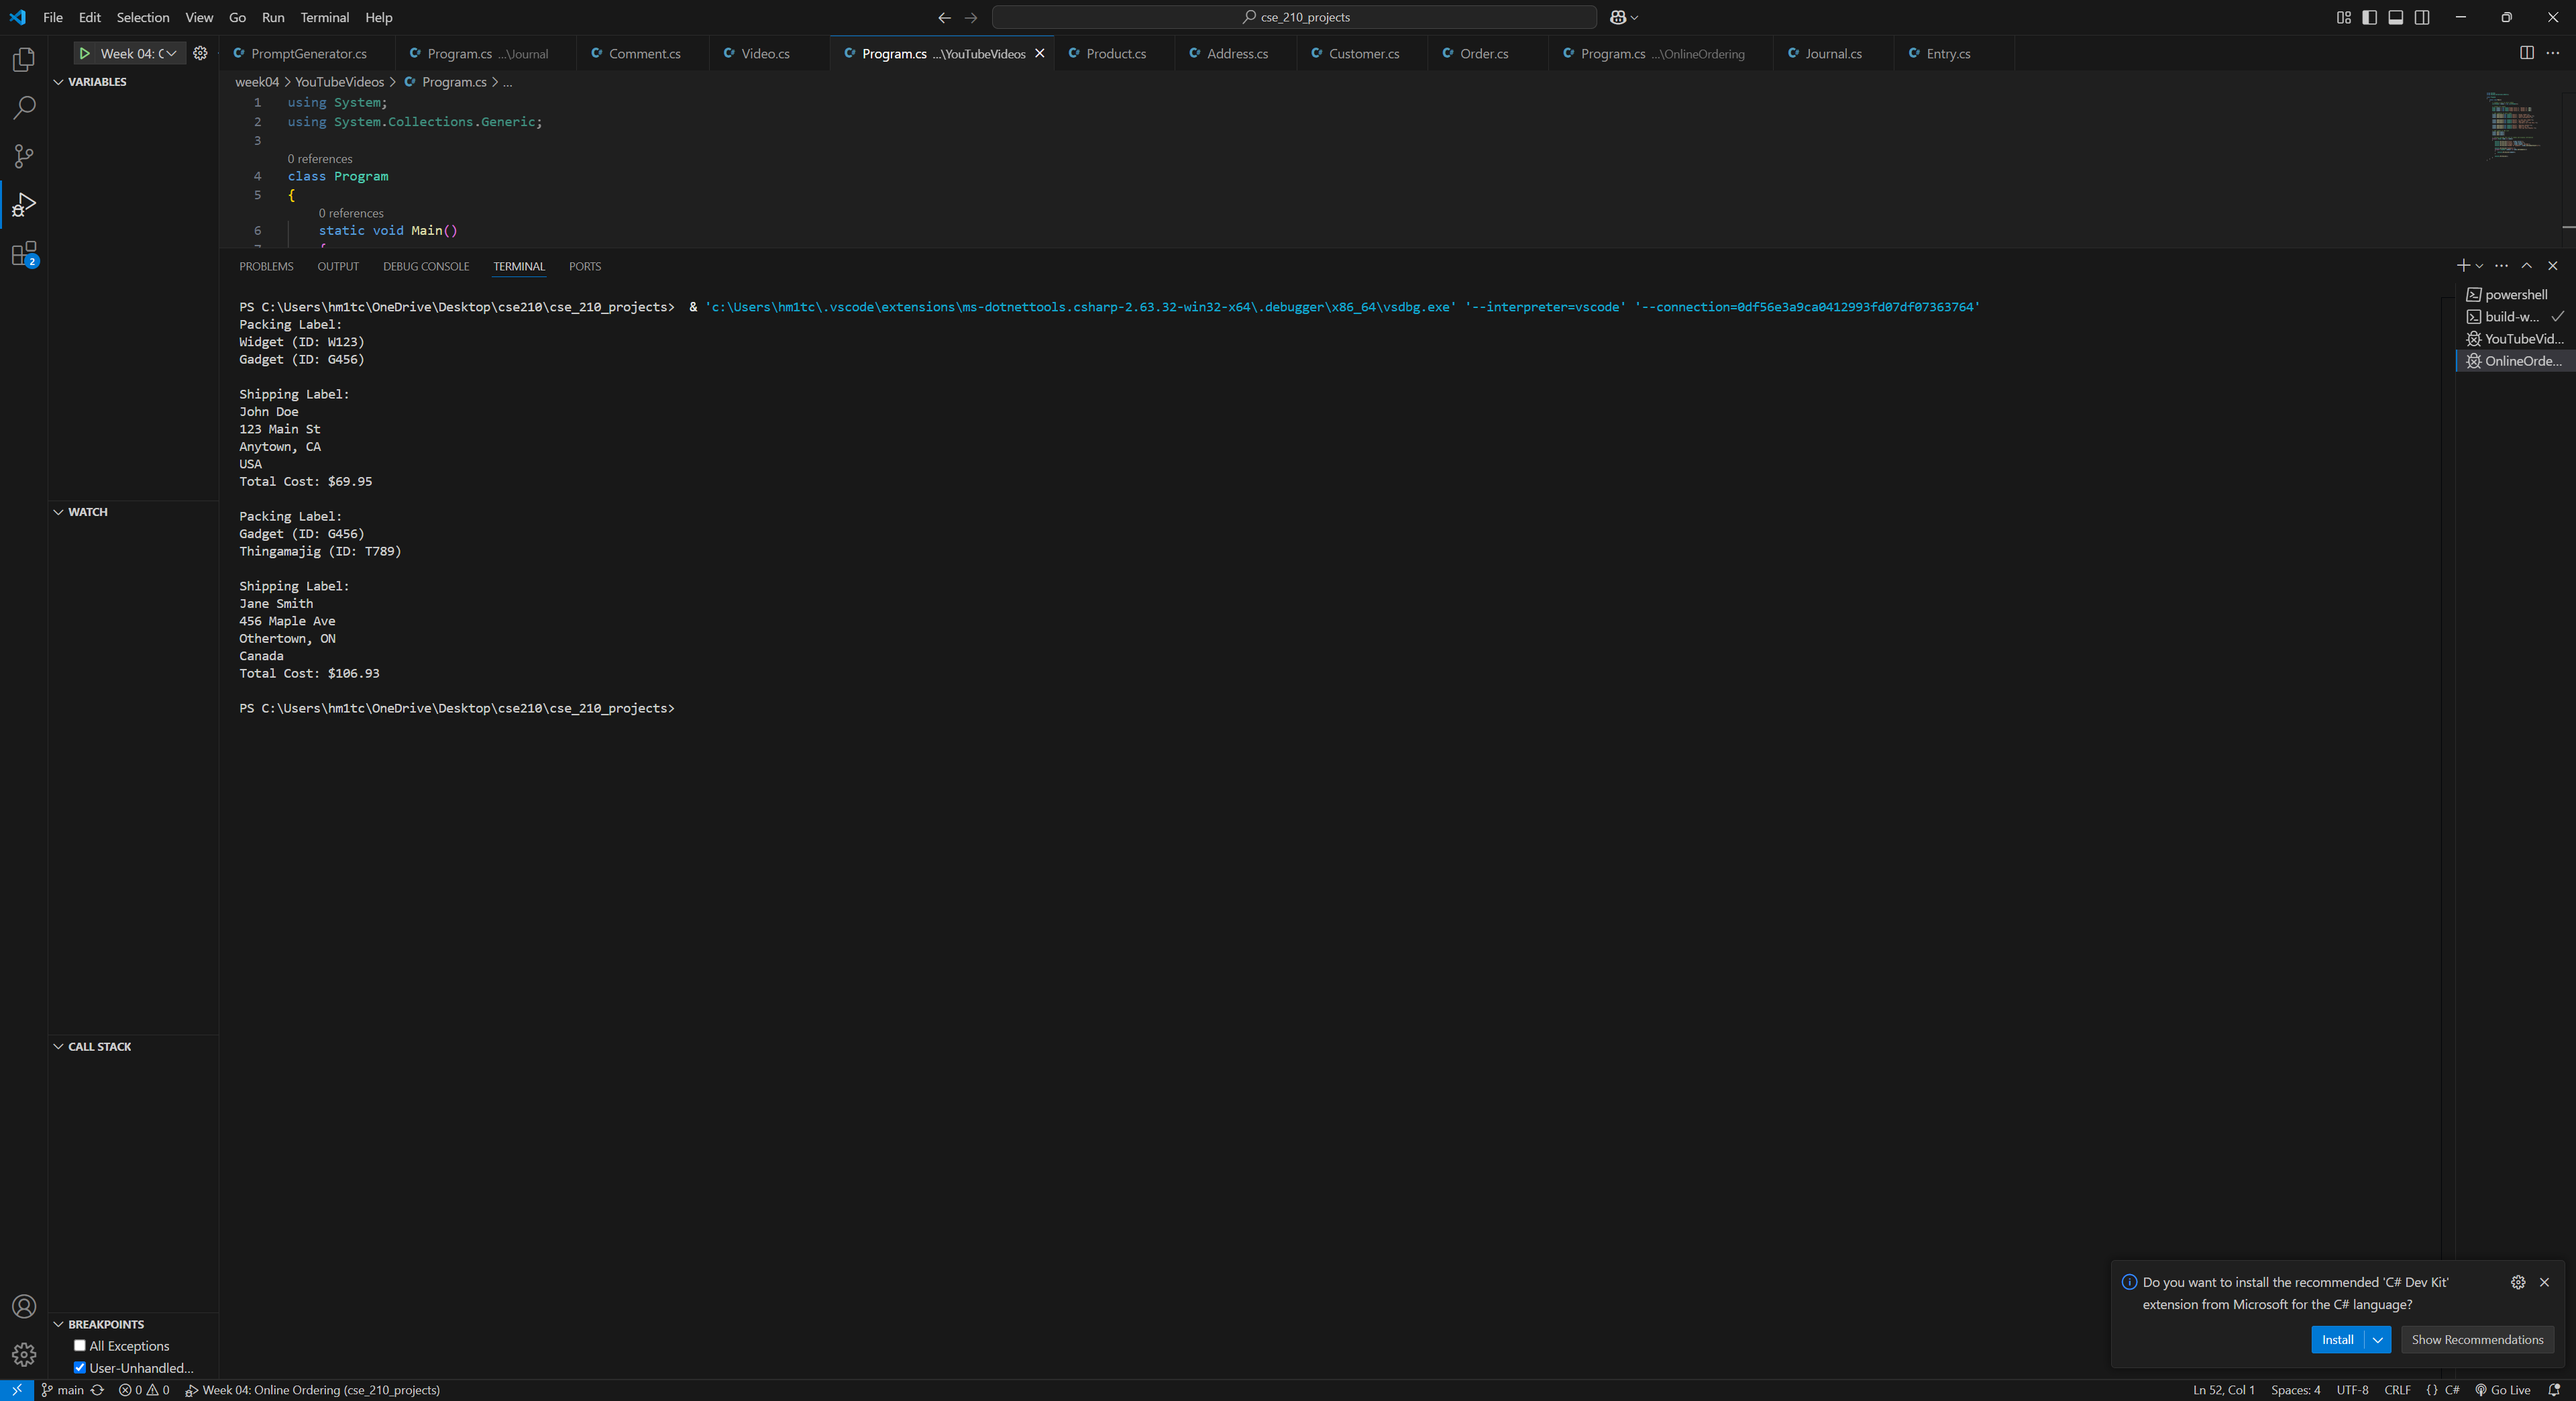 File Edit Selection View Go Run Terminal Help
cse_210_projects
Week 04: C
PromptGenerator.cs
Program.cs ...\Journal
Comment.cs
Video.cs
Program.cs ...\YouTubeVideos
Product.cs
Address.cs
Customer.cs
Order.cs
Program.cs ...\OnlineOrdering
Journal.cs
Entry.cs
VARIABLES
week04 > YouTubeVideos > Program.cs > ...
1 using System;
2 using System.Collections.Generic;
3
0 references
4 class Program
5 {
0 references
6 static void Main()
7 {
2
PROBLEMS OUTPUT DEBUG CONSOLE TERMINAL PORTS
PS C:\Users\hm1tc\OneDrive\Desktop\cse210\cse_210_projects> & 'c:\Users\hm1tc\.vscode\extensions\ms-dotnettools.csharp-2.63.32-win32-x64\.debugger\x86_64\vsdbg.exe' '--interpreter=vscode' '--connection=0df56e3a9ca0412993fd07df07363764'
Packing Label:
Widget (ID: W123)
Gadget (ID: G456)
Shipping Label:
John Doe
123 Main St
Anytown, CA
USA
Total Cost: $69.95
Packing Label:
Gadget (ID: G456)
Thingamajig (ID: T789)
Shipping Label:
Jane Smith
456 Maple Ave
Othertown, ON
Canada
Total Cost: $106.93
PS C:\Users\hm1tc\OneDrive\Desktop\cse210\cse_210_projects>
powershell
build-w...
YouTubeVid...
OnlineOrde...
WATCH
CALL STACK
BREAKPOINTS
All Exceptions
User-Unhandled...
Do you want to install the recommended 'C# Dev Kit'
extension from Microsoft for the C# language?
Install
Show Recommendations
main
0 0
Week 04: Online Ordering (cse_210_projects)
Ln 52, Col 1
Spaces: 4
UTF-8
CRLF
{ } C#
Go Live